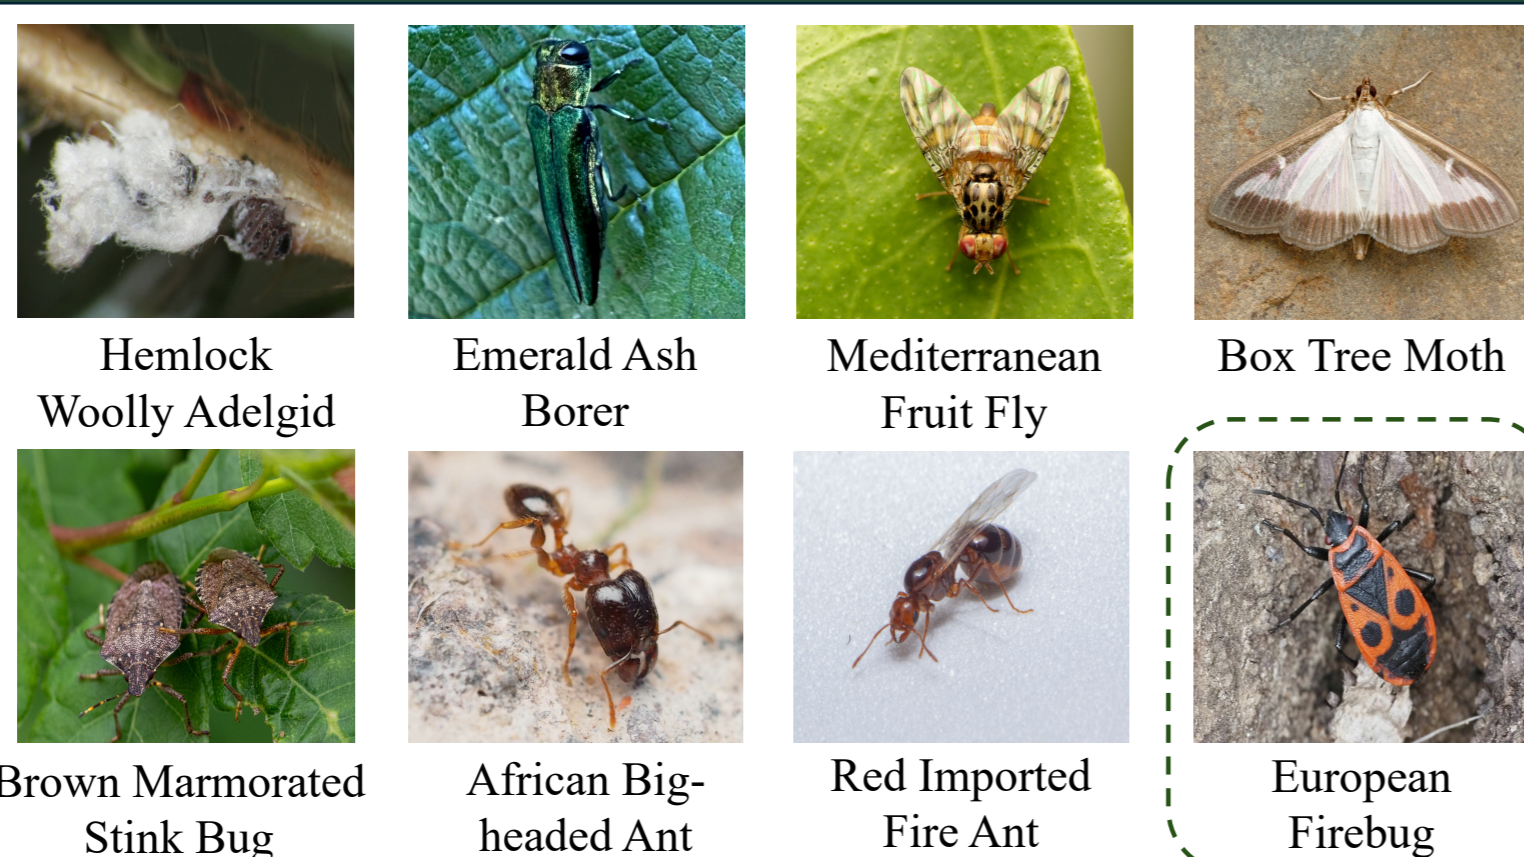 Hemlock
Woolly Adelgid
Emerald Ash
Borer
Mediterranean
Fruit Fly
Box Tree Moth
Brown Marmorated
Stink Bug
African Big-
headed Ant
Red Imported
Fire Ant
European
Firebug